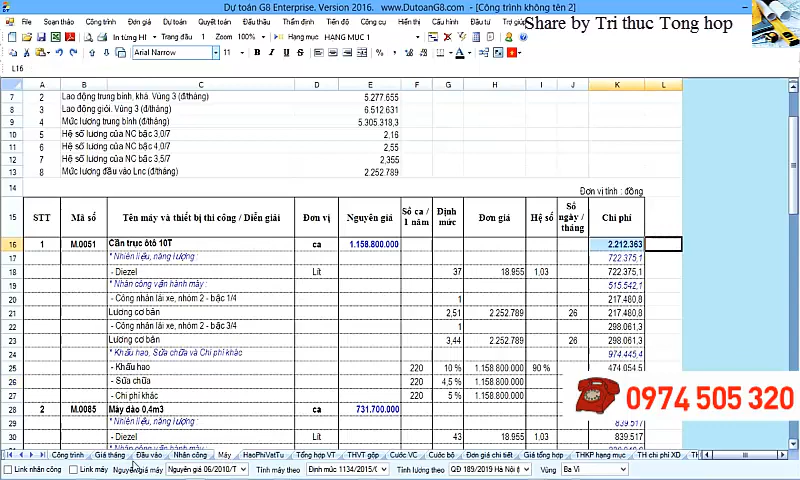 Dự toán G8 Enterprise. Version 2016. www.DutoanG8.com - [Công trình không tên 2]
File Soạn thảo Công trình Đơn giá Dự toán Quyết toán Đấu thầu Thanh toán Tiến độ Công cụ Hiển thị Cấu hình Đầu tư Trợ giúp
Share by Tri thuc Tong hop
In từng HĨ Trang đầu 1 Zoom 100% Hạng mục HẠNG MỤC 1
Arial Narrow 11 B I U S
L16
A B C D E F G H I J K L
7 2 Lao động trung bình, khá. Vùng 3 (đ/tháng) 5.277.655
8 3 Lao động giỏi. Vùng 3 (đ/tháng) 6.512.631
9 4 Mức lương trung bình (đ/tháng) 5.305.318,3
10 5 Hệ số lương của NC bậc 3,0/7 2,16
11 6 Hệ số lương của NC bậc 4,0/7 2,55
12 7 Hệ số lương của NC bậc 3,5/7 2,355
13 8 Mức lương đầu vào Lnc (đ/tháng) 2.252.789
14 Đơn vị tính : đồng
15 STT Mã số Tên máy và thiết bị thi công / Diễn giải Đơn vị Nguyên giá Số ca / 1 năm Định mức Đơn giá Hệ số Số ngày / tháng Chi phí
16 1 M.0051 Cần trục ôtô 10T ca 1.158.800.000 2.212.363
17 * Nhiên liệu, năng lượng : 722.375,1
18 - Diezel Lít 37 18.955 1,03 722.375,1
19 * Nhân công vận hành máy : 515.542,1
20 - Công nhân lái xe, nhóm 2 - bậc 1/4 1 217.480,8
21 Lương cơ bản 2,51 2.252.789 26 217.480,8
22 - Công nhân lái xe, nhóm 2 - bậc 3/4 1 298.061,3
23 Lương cơ bản 3,44 2.252.789 26 298.061,3
24 * Khấu hao, Sửa chữa và Chi phí khác 974.445,4
25 - Khấu hao 220 10 % 1.158.800.000 90 % 474.054,5
26 - Sửa chữa 220 4,5 % 1.158.800.000
27 - Chi phí khác 220 5 % 1.158.800.000
0974 505 320
28 2 M.0085 Máy đào 0,4m3 ca 731.700.000
29 * Nhiên liệu, năng lượng : 839.517
30 - Diezel Lít 43 18.955 1,03 839.517
31
Công trình Giá tháng Đầu vào Nhân công Máy HaoPhiVatTu Tổng hợp VT THVT gộp Cước VC Cước bộ Đơn giá chi tiết Giá tổng hợp THKP hạng mục TH chi phí XD
Link nhân công Link máy Nguyên giá máy Nguyên giá 06/2010/T Tính máy theo Định mức 1134/2015/( Tính lương theo QĐ 189/2019 Hà Nội ( Vùng Ba Vì